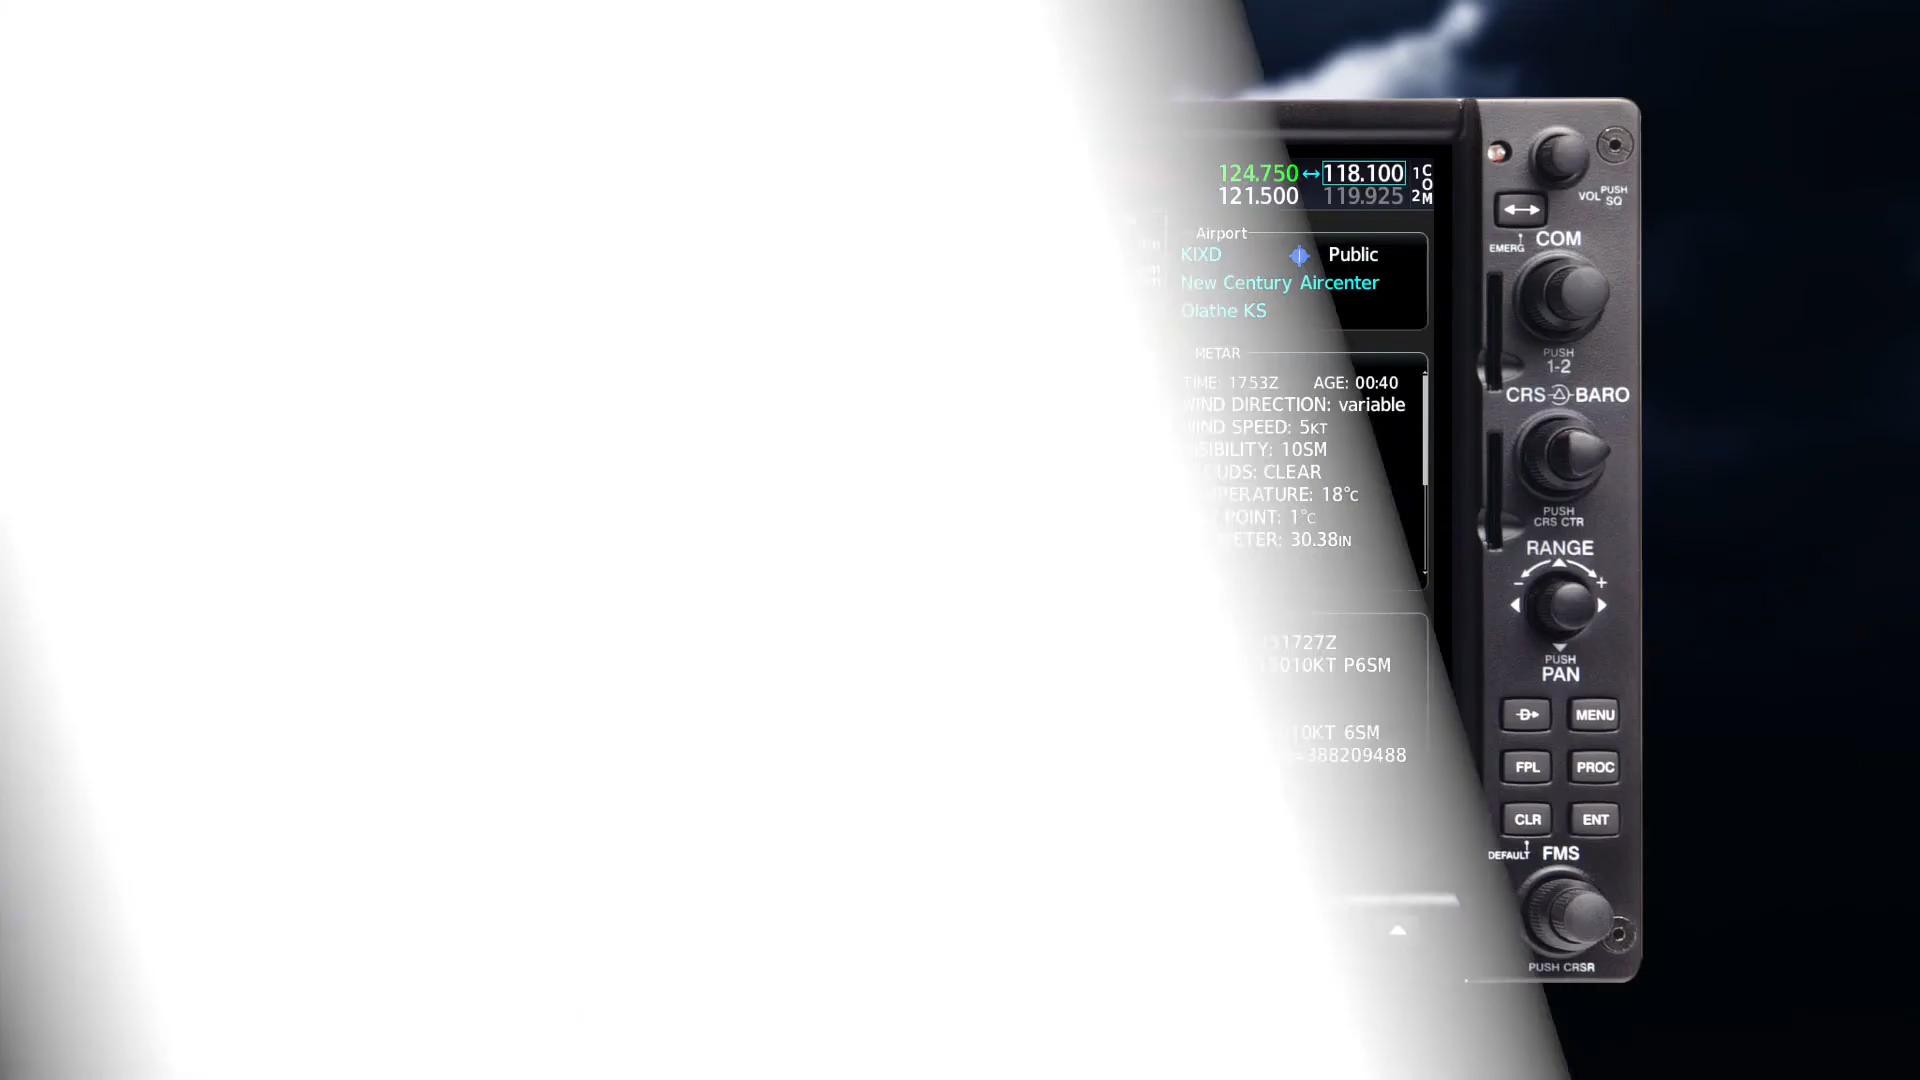 124.750 ↔ 118.100 1 C
O
121.500 119.925 2 M
Airport
KIXD Public
New Century Aircenter
Olathe KS
METAR
TIME: 1753Z AGE: 00:40
WIND DIRECTION: variable
WIND SPEED: 5KT
VISIBILITY: 10SM
CLEAR
18°C
POINT: 1°C
30.38IN
1727Z
010KT P6SM
10KT 6SM
=388209488
VOL PUSH
SQ
EMERG COM
PUSH
1-2
CRS BARO
PUSH
CRS CTR
RANGE
- +
PUSH
PAN
D MENU
FPL PROC
CLR ENT
DEFAULT FMS
PUSH CRSR